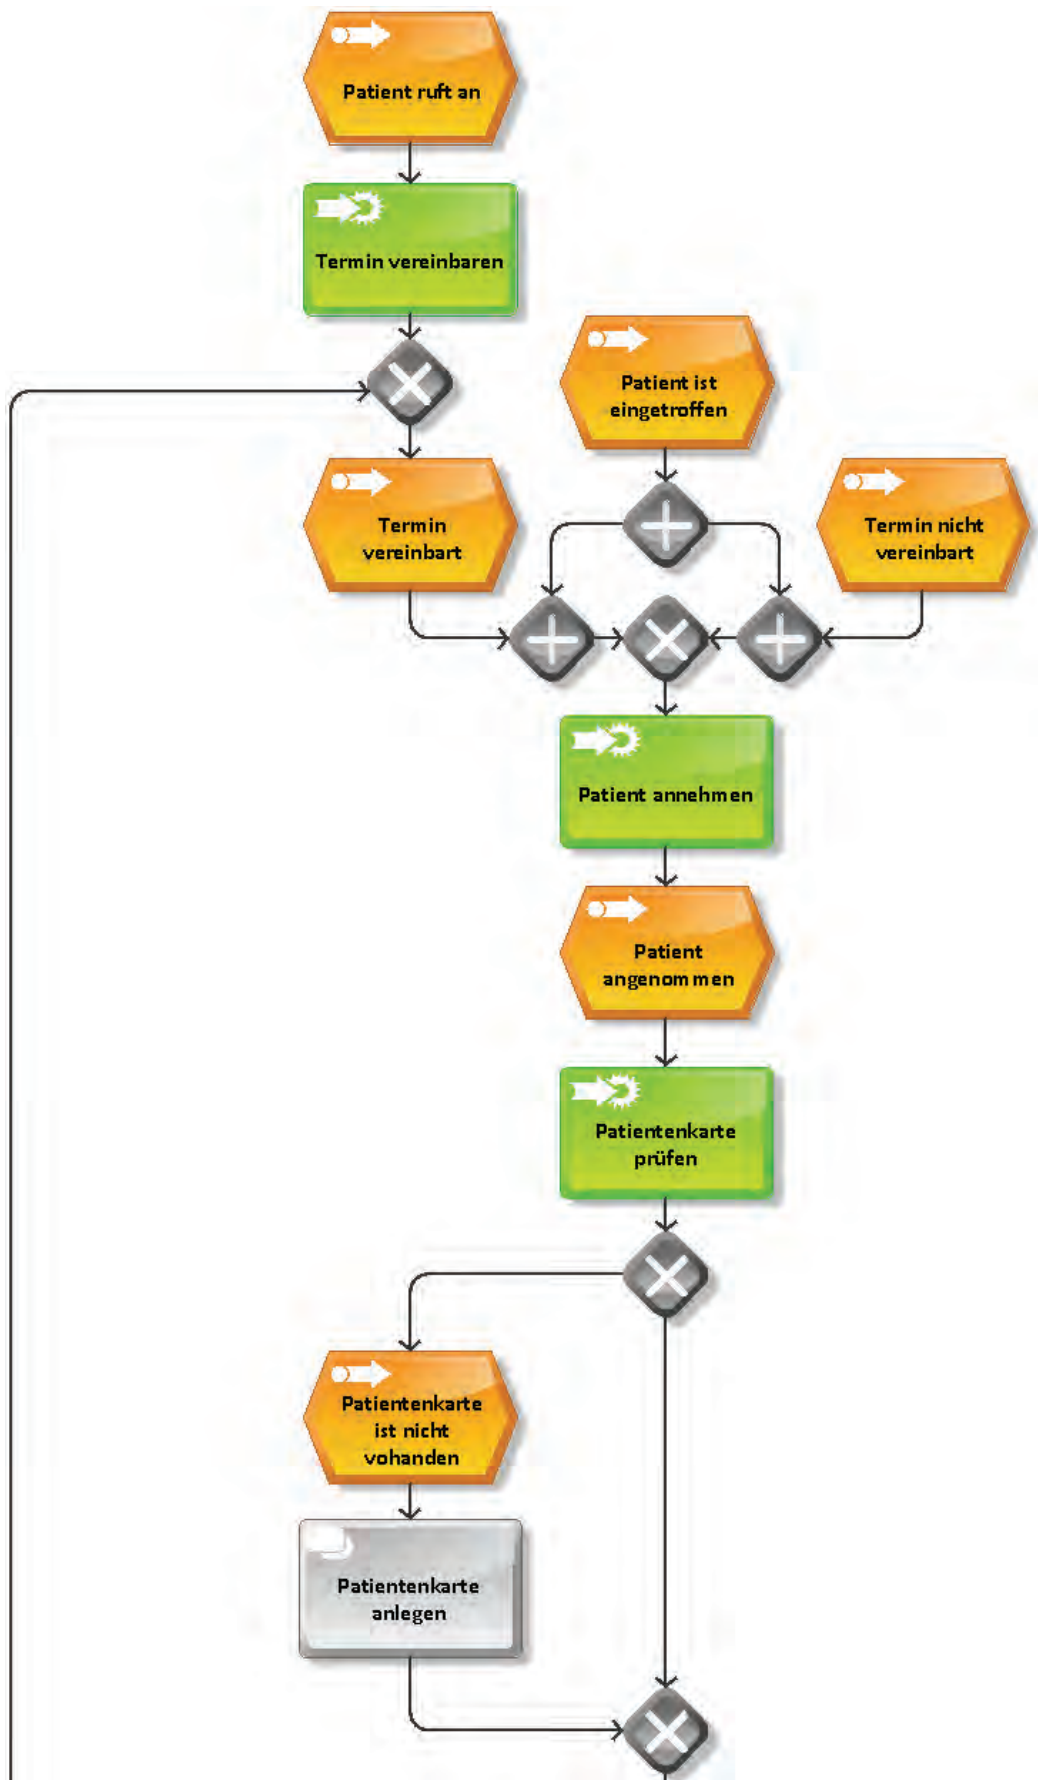 Patient ruft an
Termin vereinbaren
Patient ist
eingetroffen
Termin
vereinbart
Termin nicht
vereinbart
Patient annehmen
Patient
angenommen
Patientenkarte
prüfen
Patientenkarte
ist nicht
vohanden
Patientenkarte
anlegen